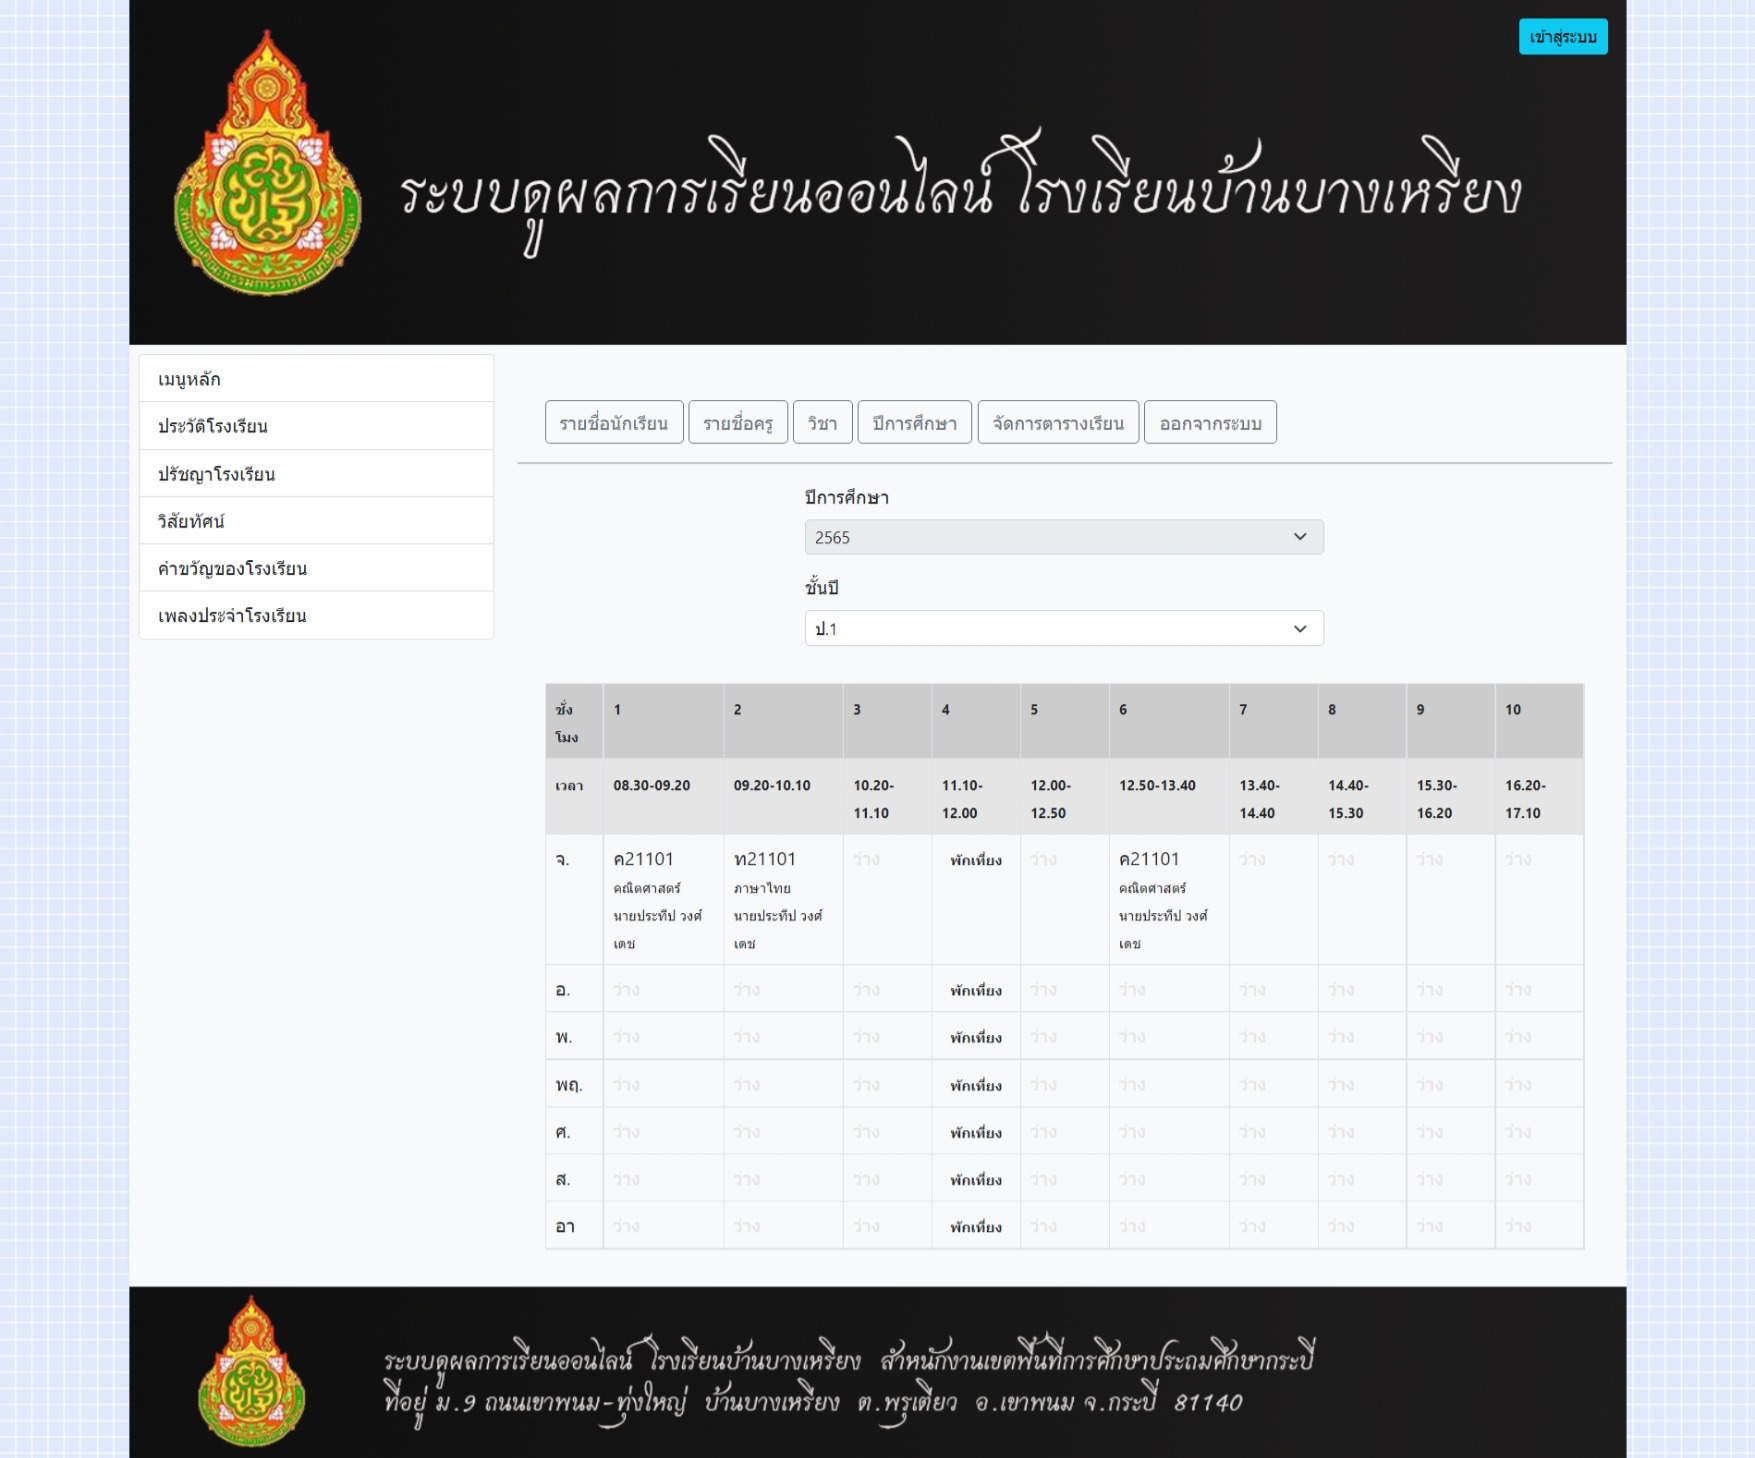 เข้าสู่ระบบ
ระบบดูผลการเรียนออนไลน์ โรงเรียนบ้านบางเหรียง
เมนูหลัก
ประวัติโรงเรียน
ปรัชญาโรงเรียน
วิสัยทัศน์
คำขวัญของโรงเรียน
เพลงประจำโรงเรียน
รายชื่อนักเรียน รายชื่อครู วิชา ปีการศึกษา จัดการตารางเรียน ออกจากระบบ
ปีการศึกษา
2565
ชั้นปี
ป.1
ชั่งโมง 1 2 3 4 5 6 7 8 9 10
เวลา 08.30-09.20 09.20-10.10 10.20-11.10 11.10-12.00 12.00-12.50 12.50-13.40 13.40-14.40 14.40-15.30 15.30-16.20 16.20-17.10
จ. ค21101 ท21101 ว่าง พักเที่ยง ว่าง ค21101 ว่าง ว่าง ว่าง ว่าง
คณิตศาสตร์ ภาษาไทย คณิตศาสตร์
นายประทีป วงศ์ นายประทีป วงศ์ นายประทีป วงศ์
เดช เดช เดช
อ. ว่าง ว่าง ว่าง พักเที่ยง ว่าง ว่าง ว่าง ว่าง ว่าง ว่าง
พ. ว่าง ว่าง ว่าง พักเที่ยง ว่าง ว่าง ว่าง ว่าง ว่าง ว่าง
พฤ. ว่าง ว่าง ว่าง พักเที่ยง ว่าง ว่าง ว่าง ว่าง ว่าง ว่าง
ศ. ว่าง ว่าง ว่าง พักเที่ยง ว่าง ว่าง ว่าง ว่าง ว่าง ว่าง
ส. ว่าง ว่าง ว่าง พักเที่ยง ว่าง ว่าง ว่าง ว่าง ว่าง ว่าง
อา ว่าง ว่าง ว่าง พักเที่ยง ว่าง ว่าง ว่าง ว่าง ว่าง ว่าง
ระบบดูผลการเรียนออนไลน์ โรงเรียนบ้านบางเหรียง สำหนักงานเขตพื้นที่การศึกษาประถมศึกษากระบี่
ที่อยู่ ม.9 ถนนเขาพนม-ทุ่งใหญ่ บ้านบางเหรียง ต.พรุเตียว อ.เขาพนม จ.กระบี่ 81140